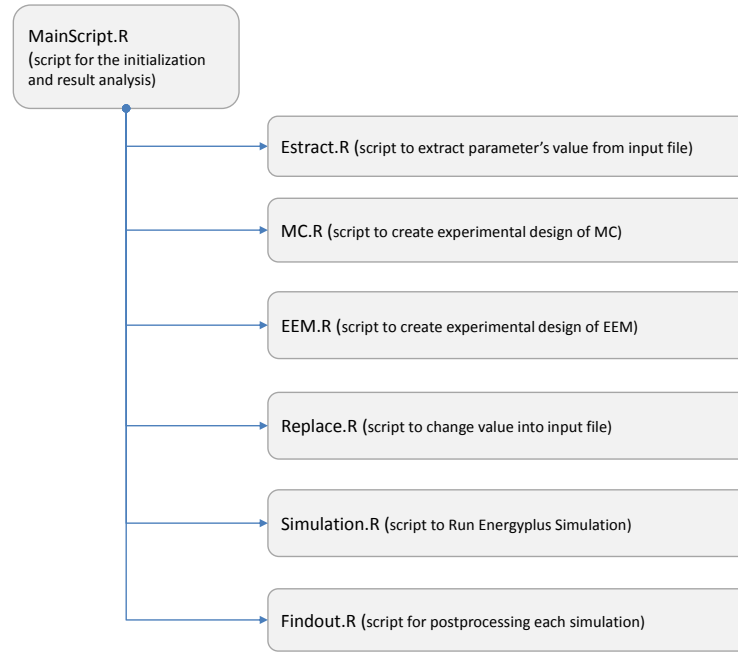 MainScript.R
(script for the initialization
and result analysis)
Estract.R (script to extract parameter’s value from input file)
MC.R (script to create experimental design of MC)
EEM.R (script to create experimental design of EEM)
Replace.R (script to change value into input file)
Simulation.R (script to Run Energyplus Simulation)
Findout.R (script for postprocessing each simulation)